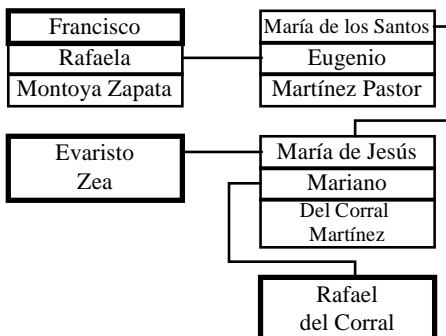 Francisco
Rafaela
Montoya Zapata
María de los Santos
Eugenio
Martínez Pastor
Evaristo
Zea
María de Jesús
Mariano
Del Corral
Martínez
Rafael
del Corral